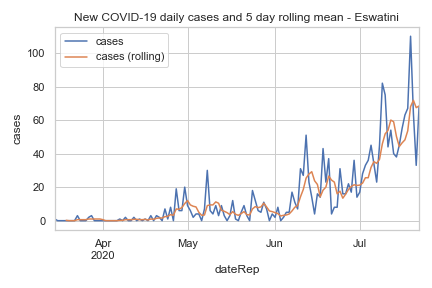 New COVID-19 daily cases and 5 day rolling mean - Eswatini
cases
cases (rolling)
100
80
60
40
20
0
cases
Apr
2020
May
Jun
Jul
dateRep